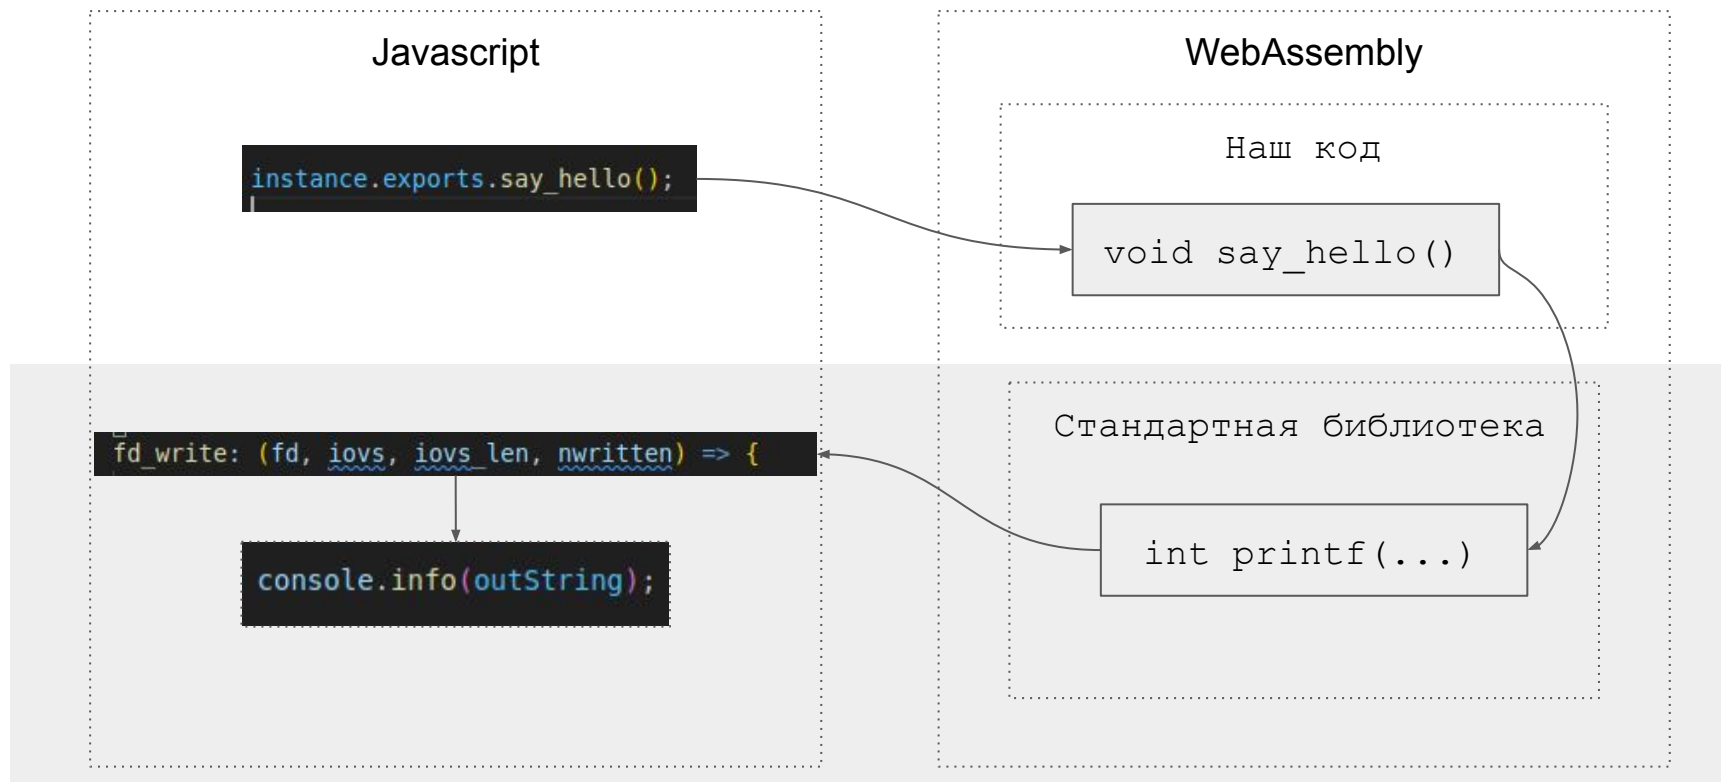 Javascript
instance.exports.say_hello();
fd_write: (fd, iovs, iovs_len, nwritten) => {
console.info(outString);
WebAssembly
Наш код
void say_hello()
Стандартная библиотека
int printf(...)